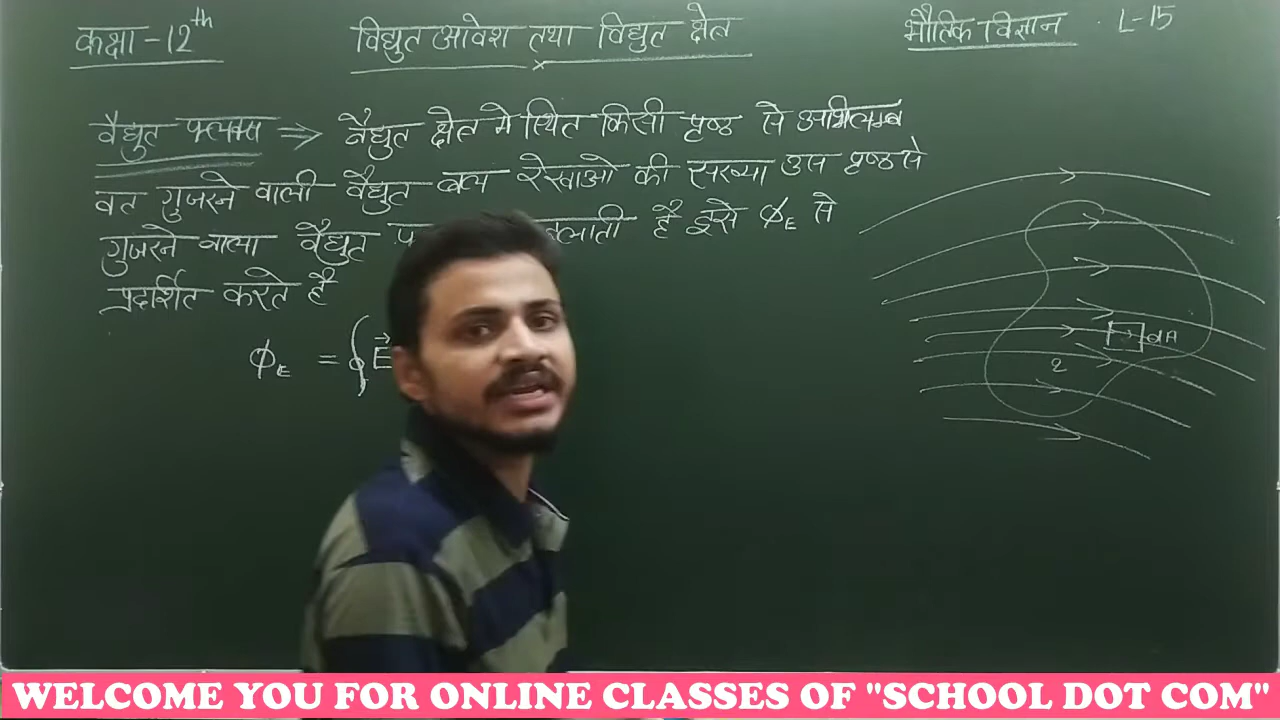 कक्षा -12th
विद्युत आवेश तथा विद्युत क्षेत्र
भौतिक विज्ञान
L-15
वैद्युत फ्लक्स ⇒ वैद्युत क्षेत्र मे स्थित किसी पृष्ठ से अभिलम्ब
वत गुजरने वाली वैद्युत बल रेखाओ की संख्या उस पृष्ठ से
गुजरने वाला वैद्युत है इसे ϕE से
प्रदर्शित करते है
ϕE = ∮ E⃗
dA
2
WELCOME YOU FOR ONLINE CLASSES OF "SCHOOL DOT COM"